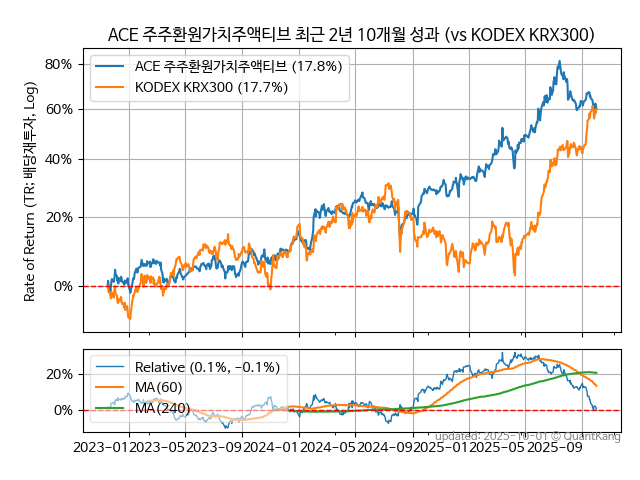 ACE 주주환원가치주액티브 최근 2년 10개월 성과 (vs KODEX KRX300)
Rate of Return (TR: 배당재투자, Log)
80%
60%
40%
20%
0%
ACE 주주환원가치주액티브 (17.8%)
KODEX KRX300 (17.7%)
20%
0%
Relative (0.1%, -0.1%)
MA(60)
MA(240)
2023-01 2023-05 2023-09 2024-01 2024-05 2024-09 2025-01 2025-05 2025-09
updated: 2025-10-01 © QuantKang